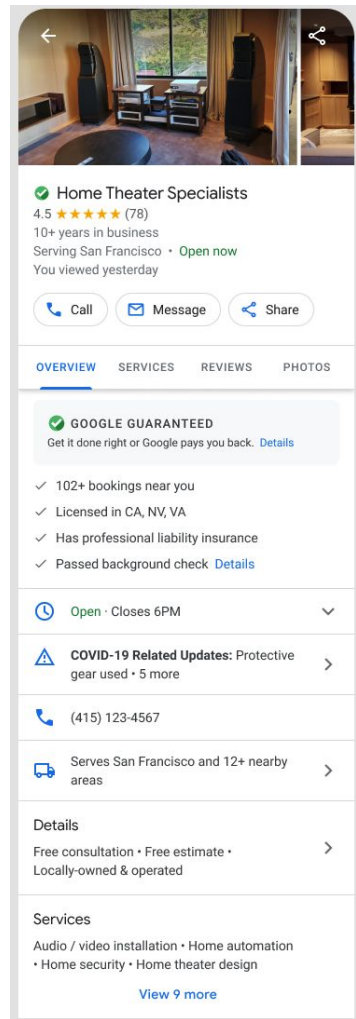 Home Theater Specialists
4.5 ★★★★★ (78)
10+ years in business
Serving San Francisco • Open now
You viewed yesterday
Call Message Share
OVERVIEW SERVICES REVIEWS PHOTOS
GOOGLE GUARANTEED
Get it done right or Google pays you back. Details
102+ bookings near you
Licensed in CA, NV, VA
Has professional liability insurance
Passed background check Details
Open · Closes 6PM
COVID-19 Related Updates: Protective
gear used • 5 more
(415) 123-4567
Serves San Francisco and 12+ nearby
areas
Details
Free consultation • Free estimate •
Locally-owned & operated
Services
Audio / video installation • Home automation
• Home security • Home theater design
View 9 more